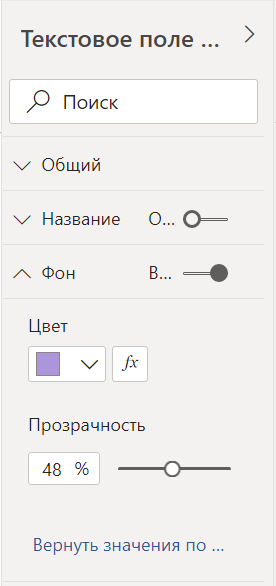 Текстовое поле ...
Поиск
Общий
Название О...
Фон В...
Цвет
fx
Прозрачность
48 %
Вернуть значения по ...